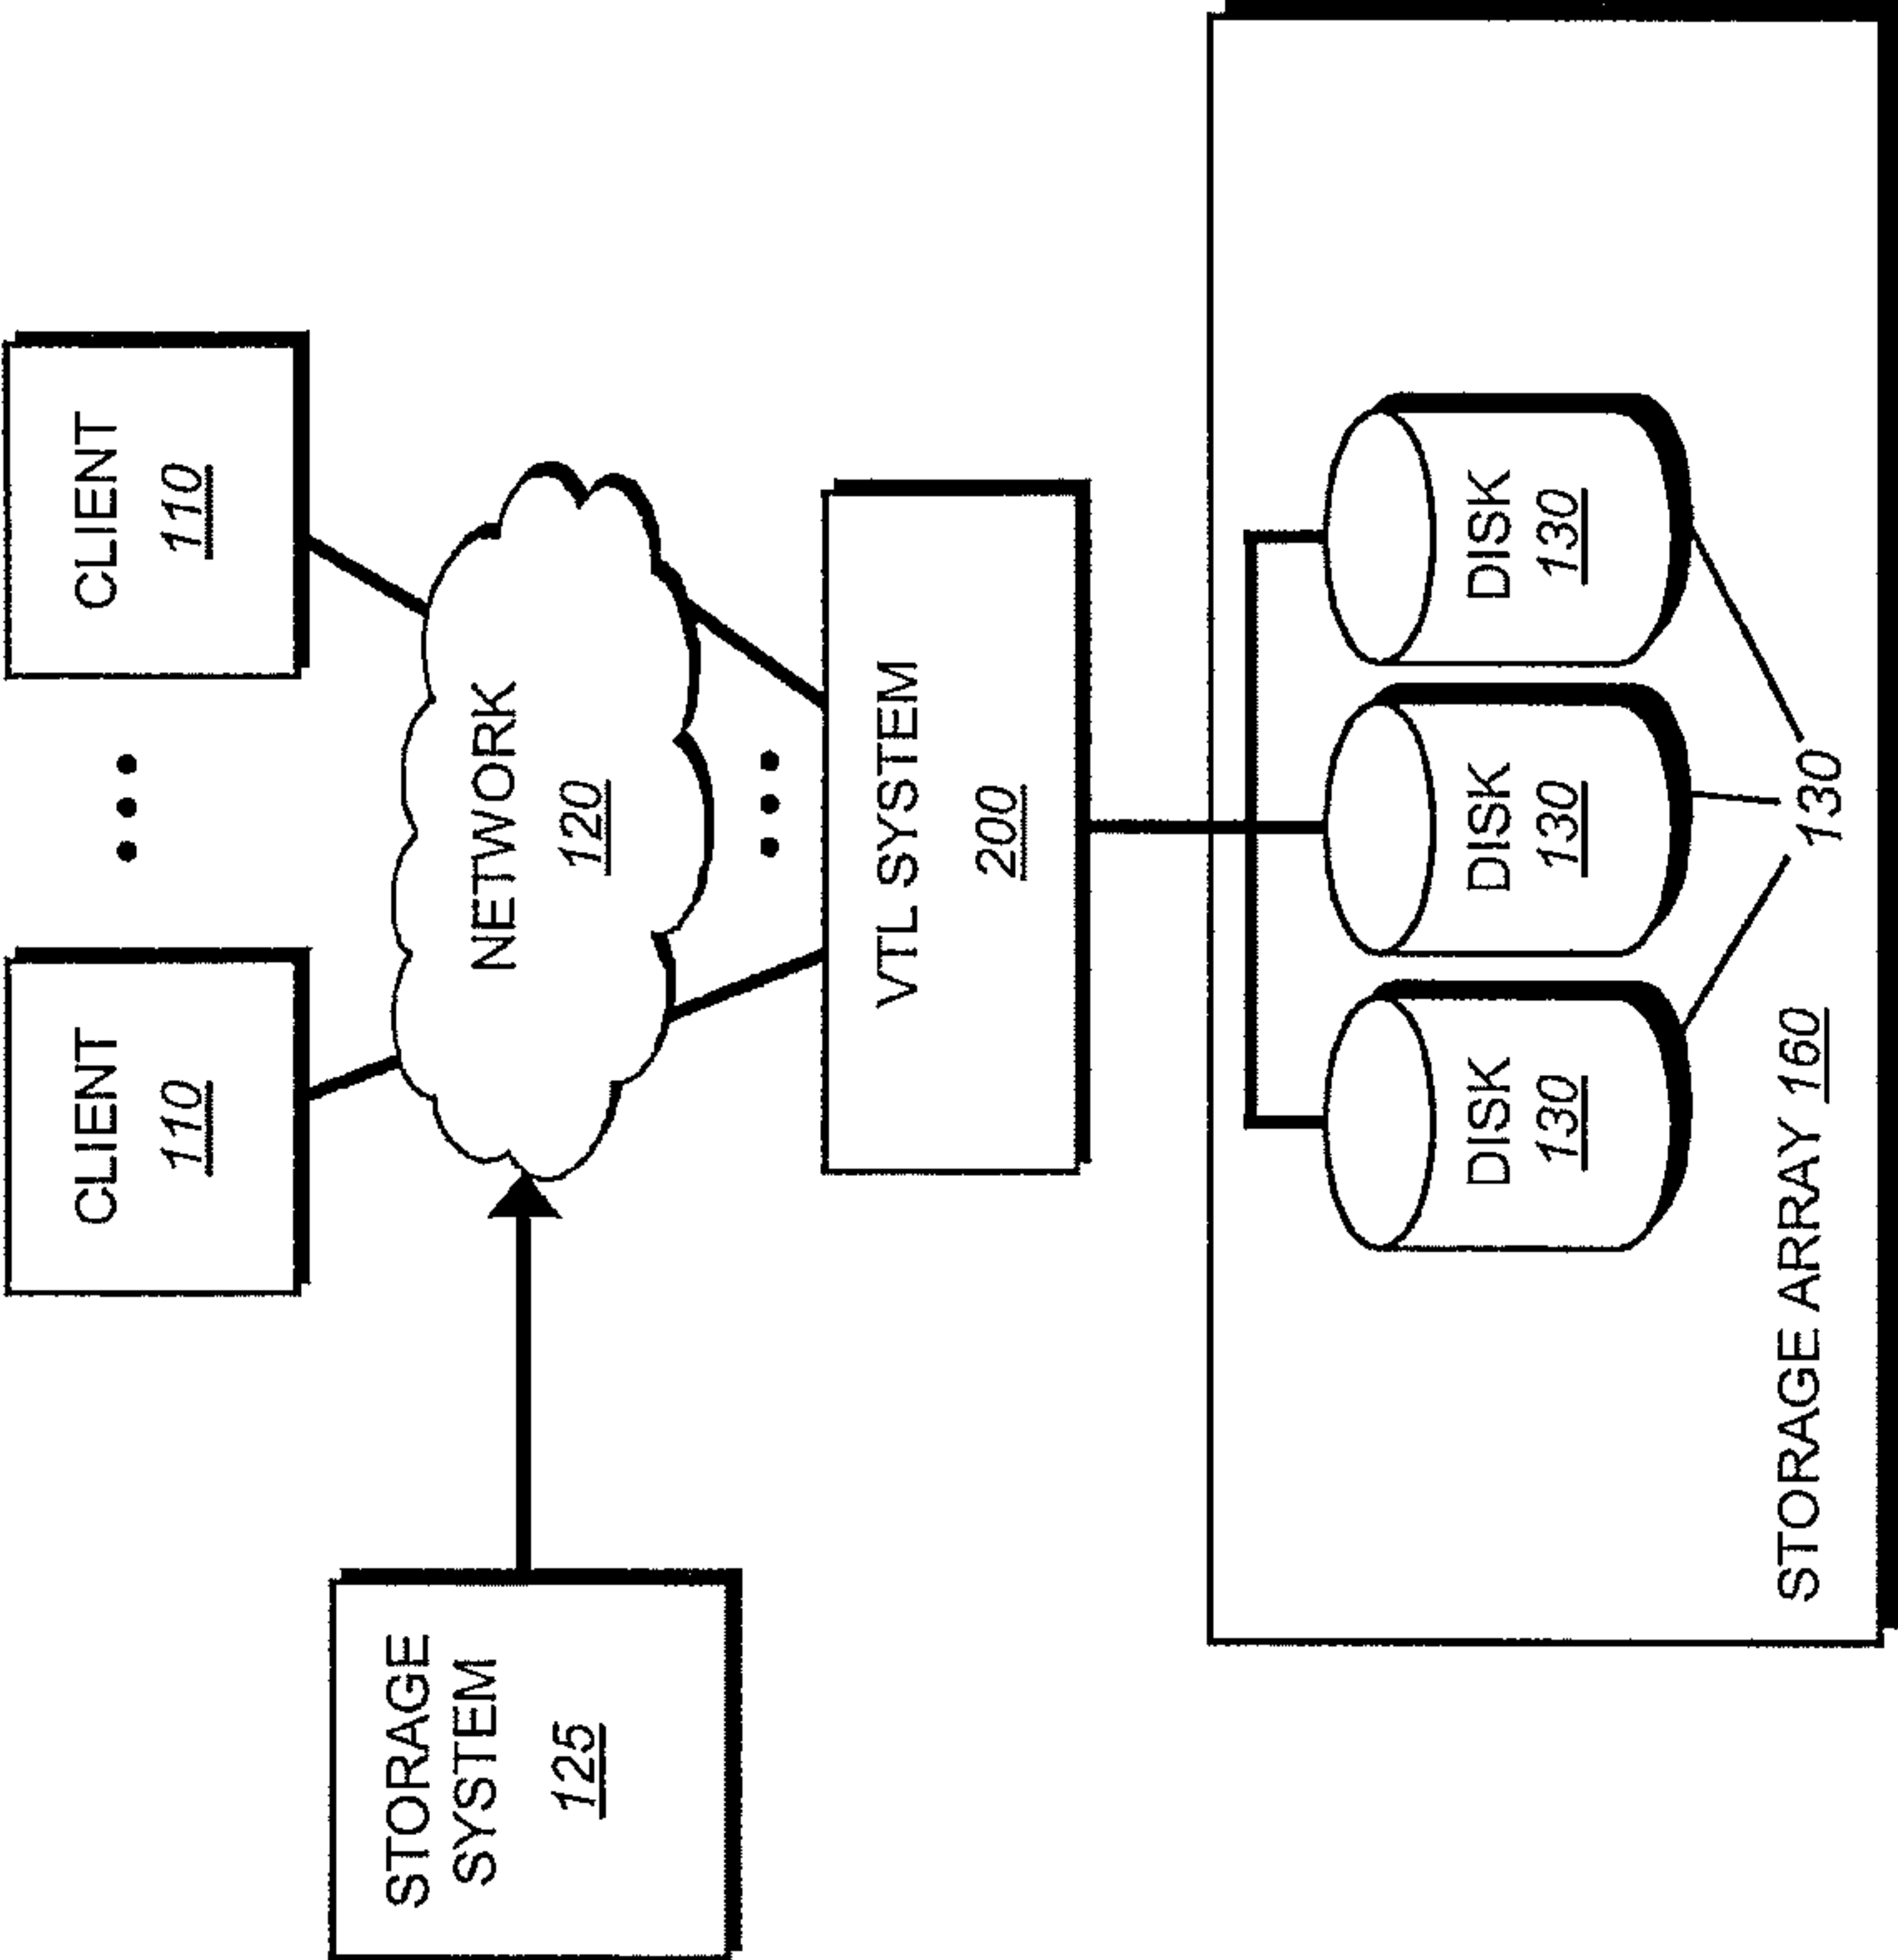 CLIENT
110
CLIENT
110
NETWORK
120
STORAGE
SYSTEM
125
VTL SYSTEM
200
DISK
130
DISK
130
DISK
130
130
STORAGE ARRAY 160